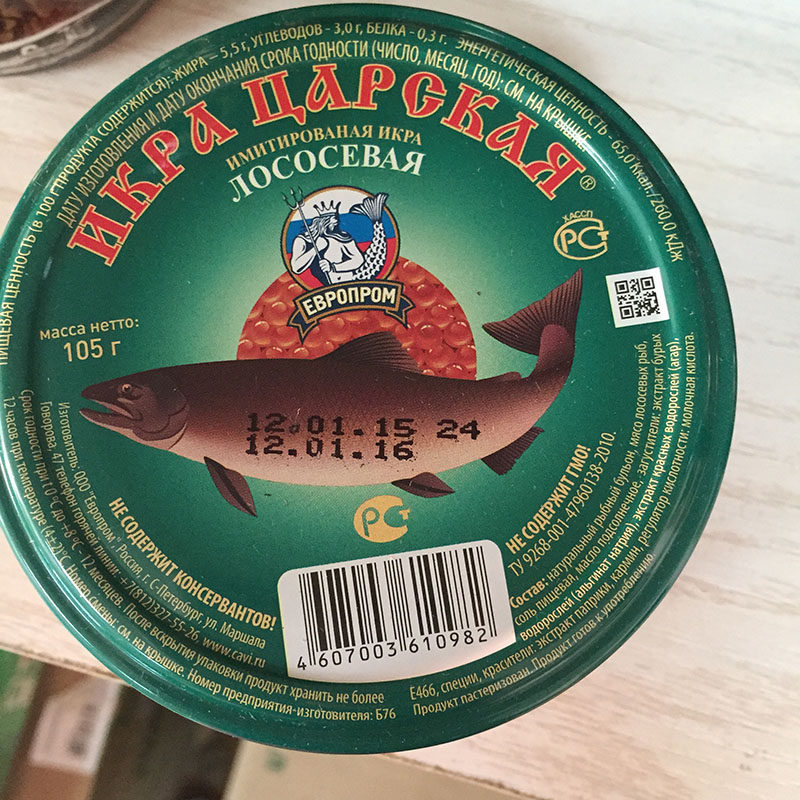 ПИЩЕВАЯ ЦЕННОСТЬ (В 100 г ПРОДУКТА СОДЕРЖИТСЯ): ЖИРА – 5,5 г, УГЛЕВОДОВ - 3,0 г, БЕЛКА - 0,3 г. ЭНЕРГЕТИЧЕСКАЯ ЦЕННОСТЬ - 65,0 Ккал./260,0 кДж
ДАТУ ИЗГОТОВЛЕНИЯ И ДАТУ ОКОНЧАНИЯ СРОКА ГОДНОСТИ (ЧИСЛО, МЕСЯЦ, ГОД): СМ. НА КРЫШКЕ.
ИКРА ЦАРСКАЯ®
ИМИТИРОВАНАЯ ИКРА
ЛОСОСЕВАЯ
ХАССП
РСТ
ЕВРОПРОМ
масса нетто:
105 г
12.01.15 24
12.01.16
РСТ
НЕ СОДЕРЖИТ КОНСЕРВАНТОВ!
Изготовитель: ООО "Европром" Россия, г. С-Петербург, ул. Маршала
Говорова, 47 телефон горячей линии: +7(812)327-55-26. www.cavi.ru
Срок годности при t 0°C до +8°C - 12 месяцев. После вскрытия упаковки продукт хранить не более
12 часов при температуре (4±2)°C. Номер смены: см. на крышке. Номер предприятия-изготовителя: Б76
4 607003 610982
НЕ СОДЕРЖИТ ГМО!
ТУ 9268-001-47960138-2010.
Состав: натуральный рыбный бульон, мясо лососевых рыб,
соль пищевая, масло подсолнечное, загустители: экстракт бурых
водорослей (альгинат натрия), экстракт красных водорослей (агар),
Е466, специи, красители: экстракт паприки, кармин, регулятор кислотности: молочная кислота.
Продукт пастеризован. Продукт готов к употреблению